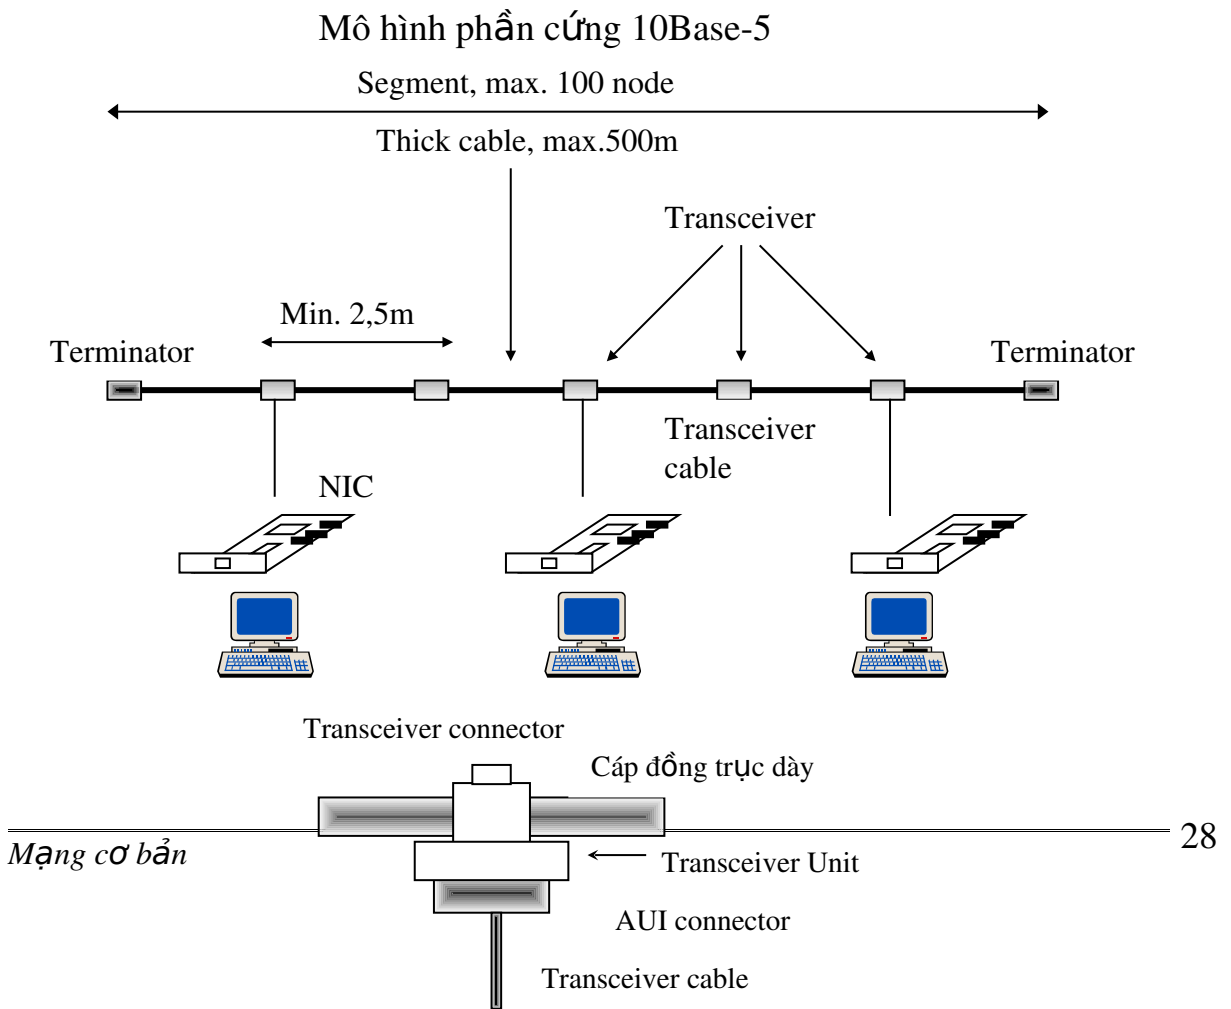 Mô hình phần cứng 10Base-5
Segment, max. 100 node
Thick cable, max.500m
Transceiver
Min. 2,5m
Terminator
Terminator
Transceiver
cable
NIC
Transceiver connector
Cáp đồng trục dày
28
Mạng cơ bản
Transceiver Unit
AUI connector
Transceiver cable